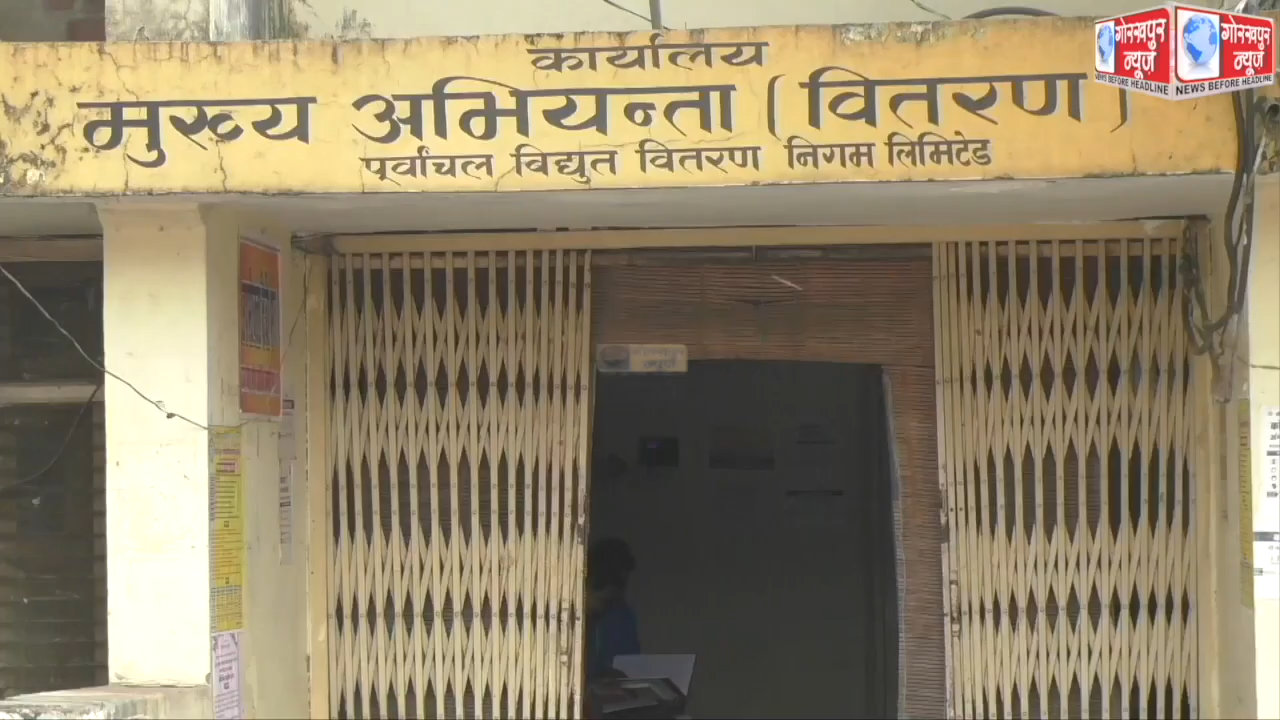 कार्यालय
मुख्य अभियन्ता (वितरण)
पूर्वांचल विद्युत वितरण निगम लिमिटेड
गोरखपुर
न्यूज
NEWS BEFORE HEADLINE
गोरखपुर
न्यूज
NEWS BEFORE HEADLINE